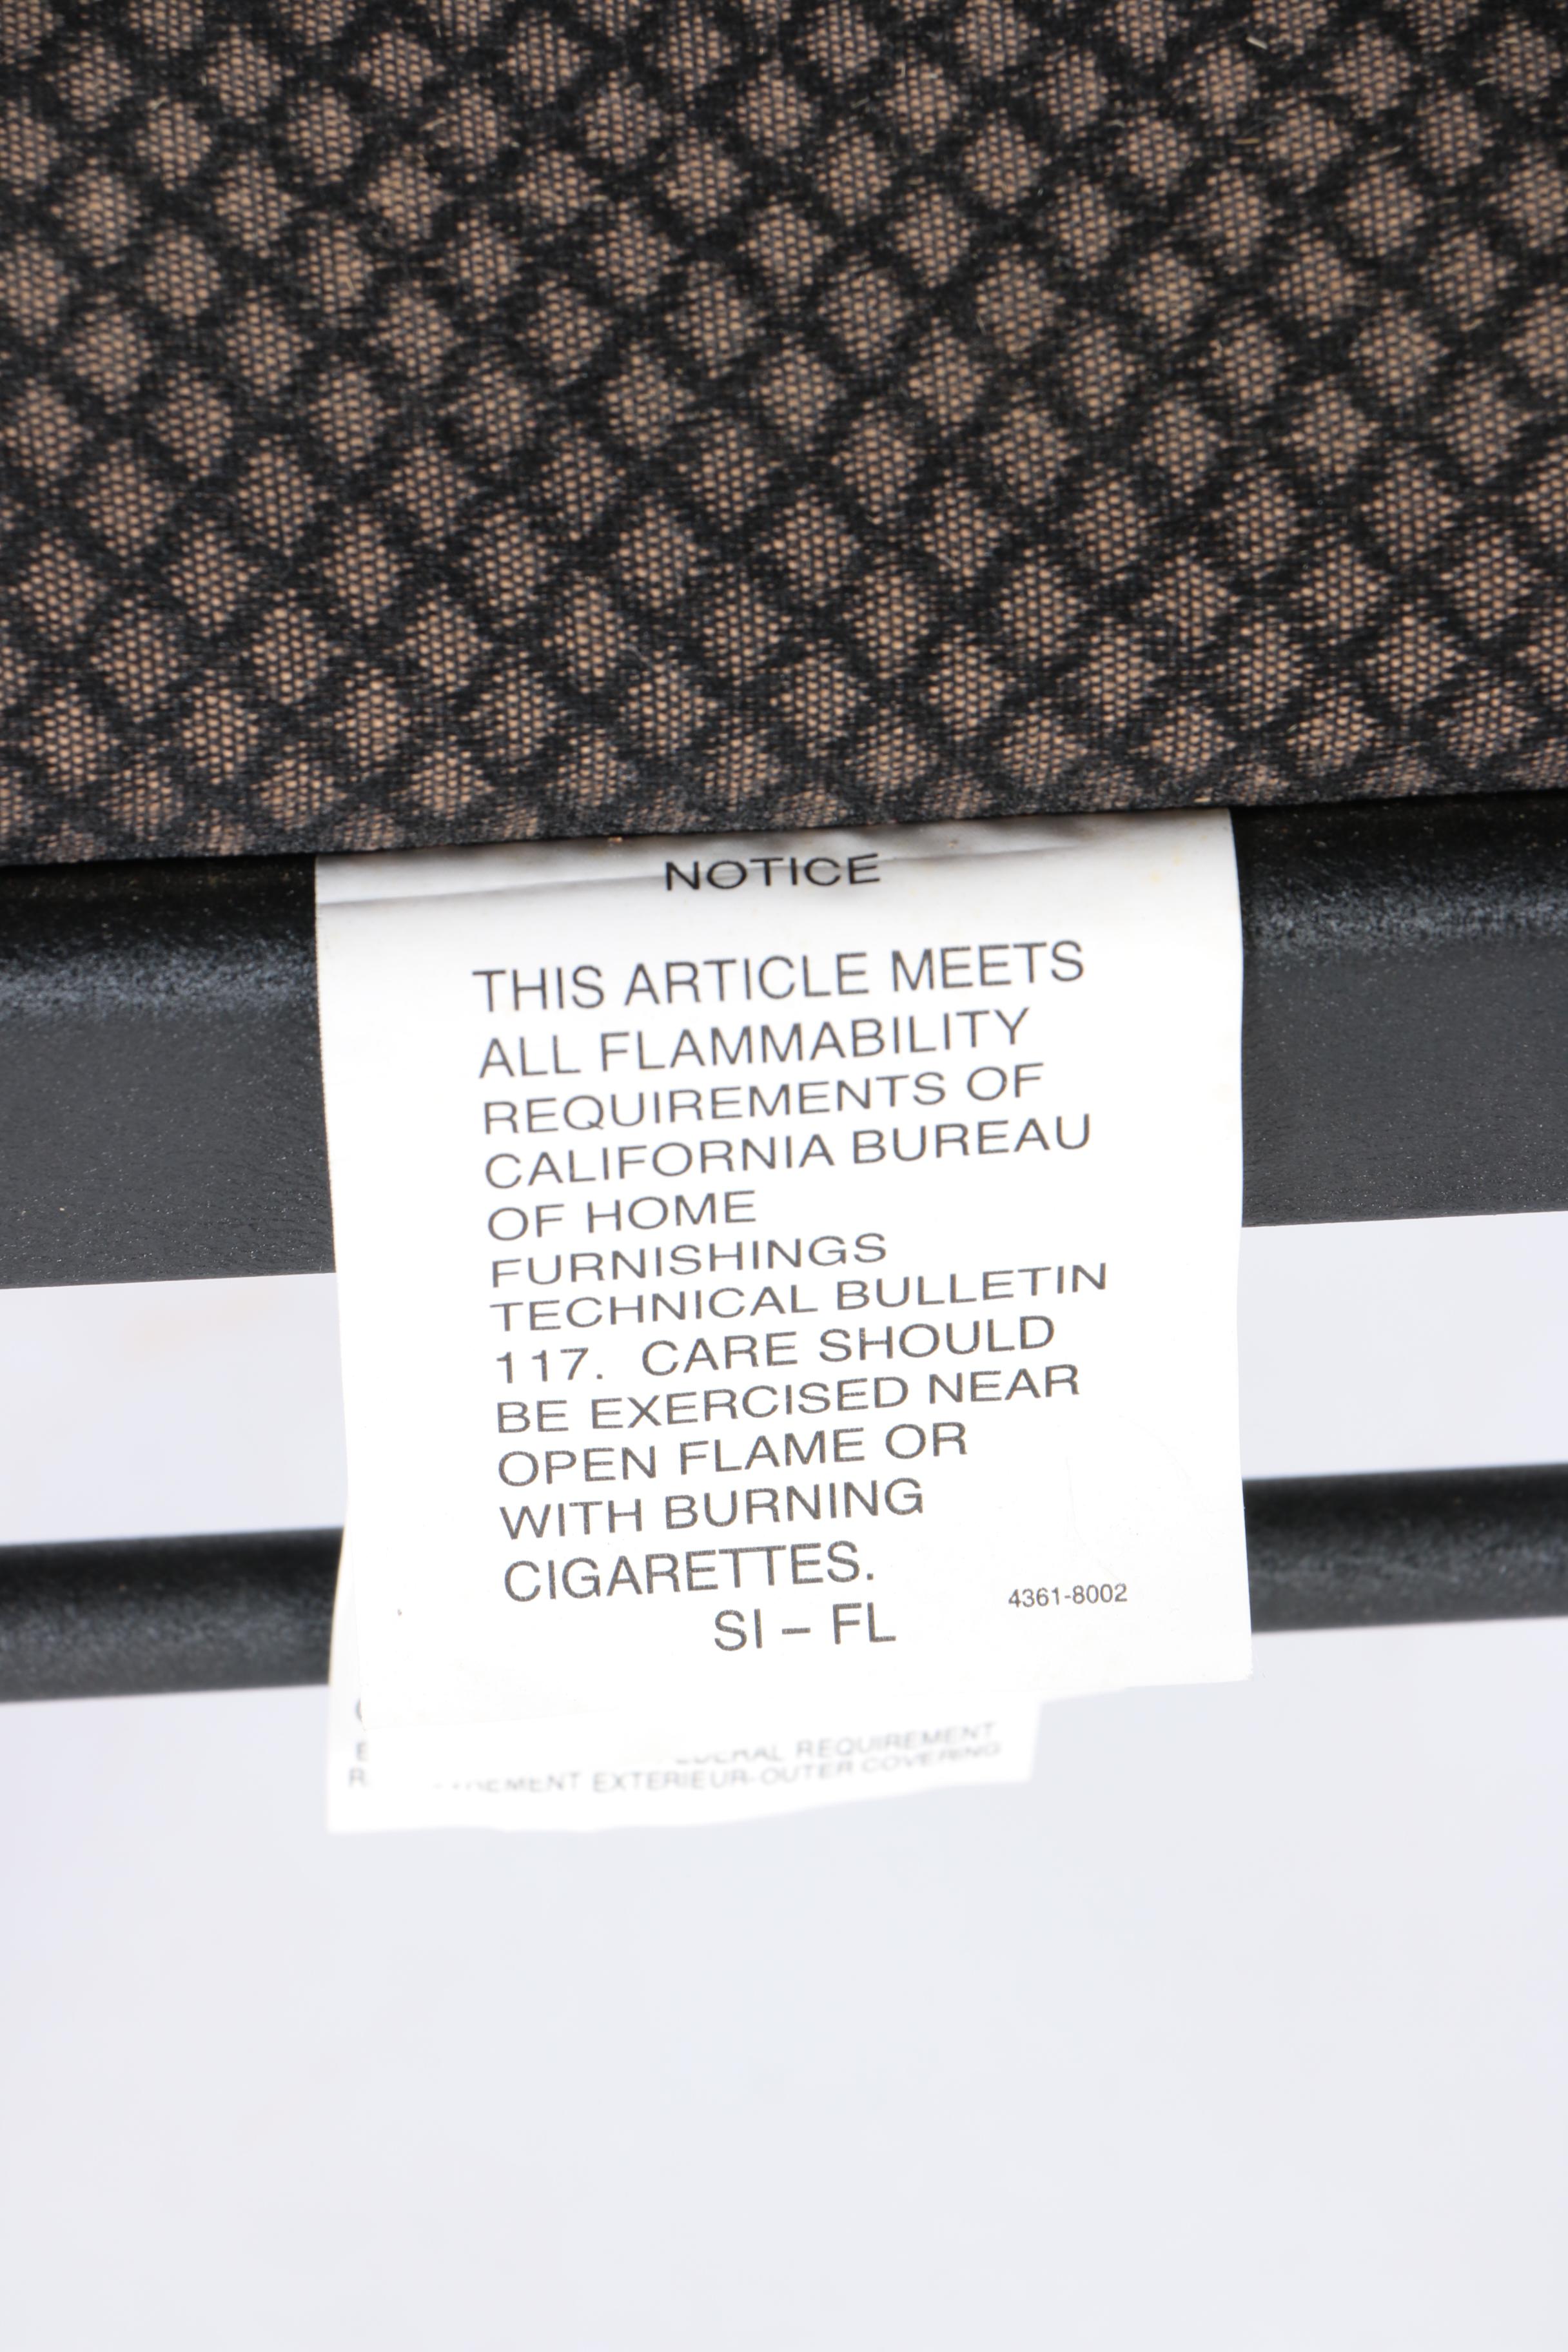 NOTICE
THIS ARTICLE MEETS
ALL FLAMMABILITY
REQUIREMENTS OF
CALIFORNIA BUREAU
OF HOME
FURNISHINGS
TECHNICAL BULLETIN
117. CARE SHOULD
BE EXERCISED NEAR
OPEN FLAME OR
WITH BURNING
CIGARETTES.
4361-8002
SI – FL
REQUIREMENT
EXTERIEUR-OUTER COVERING